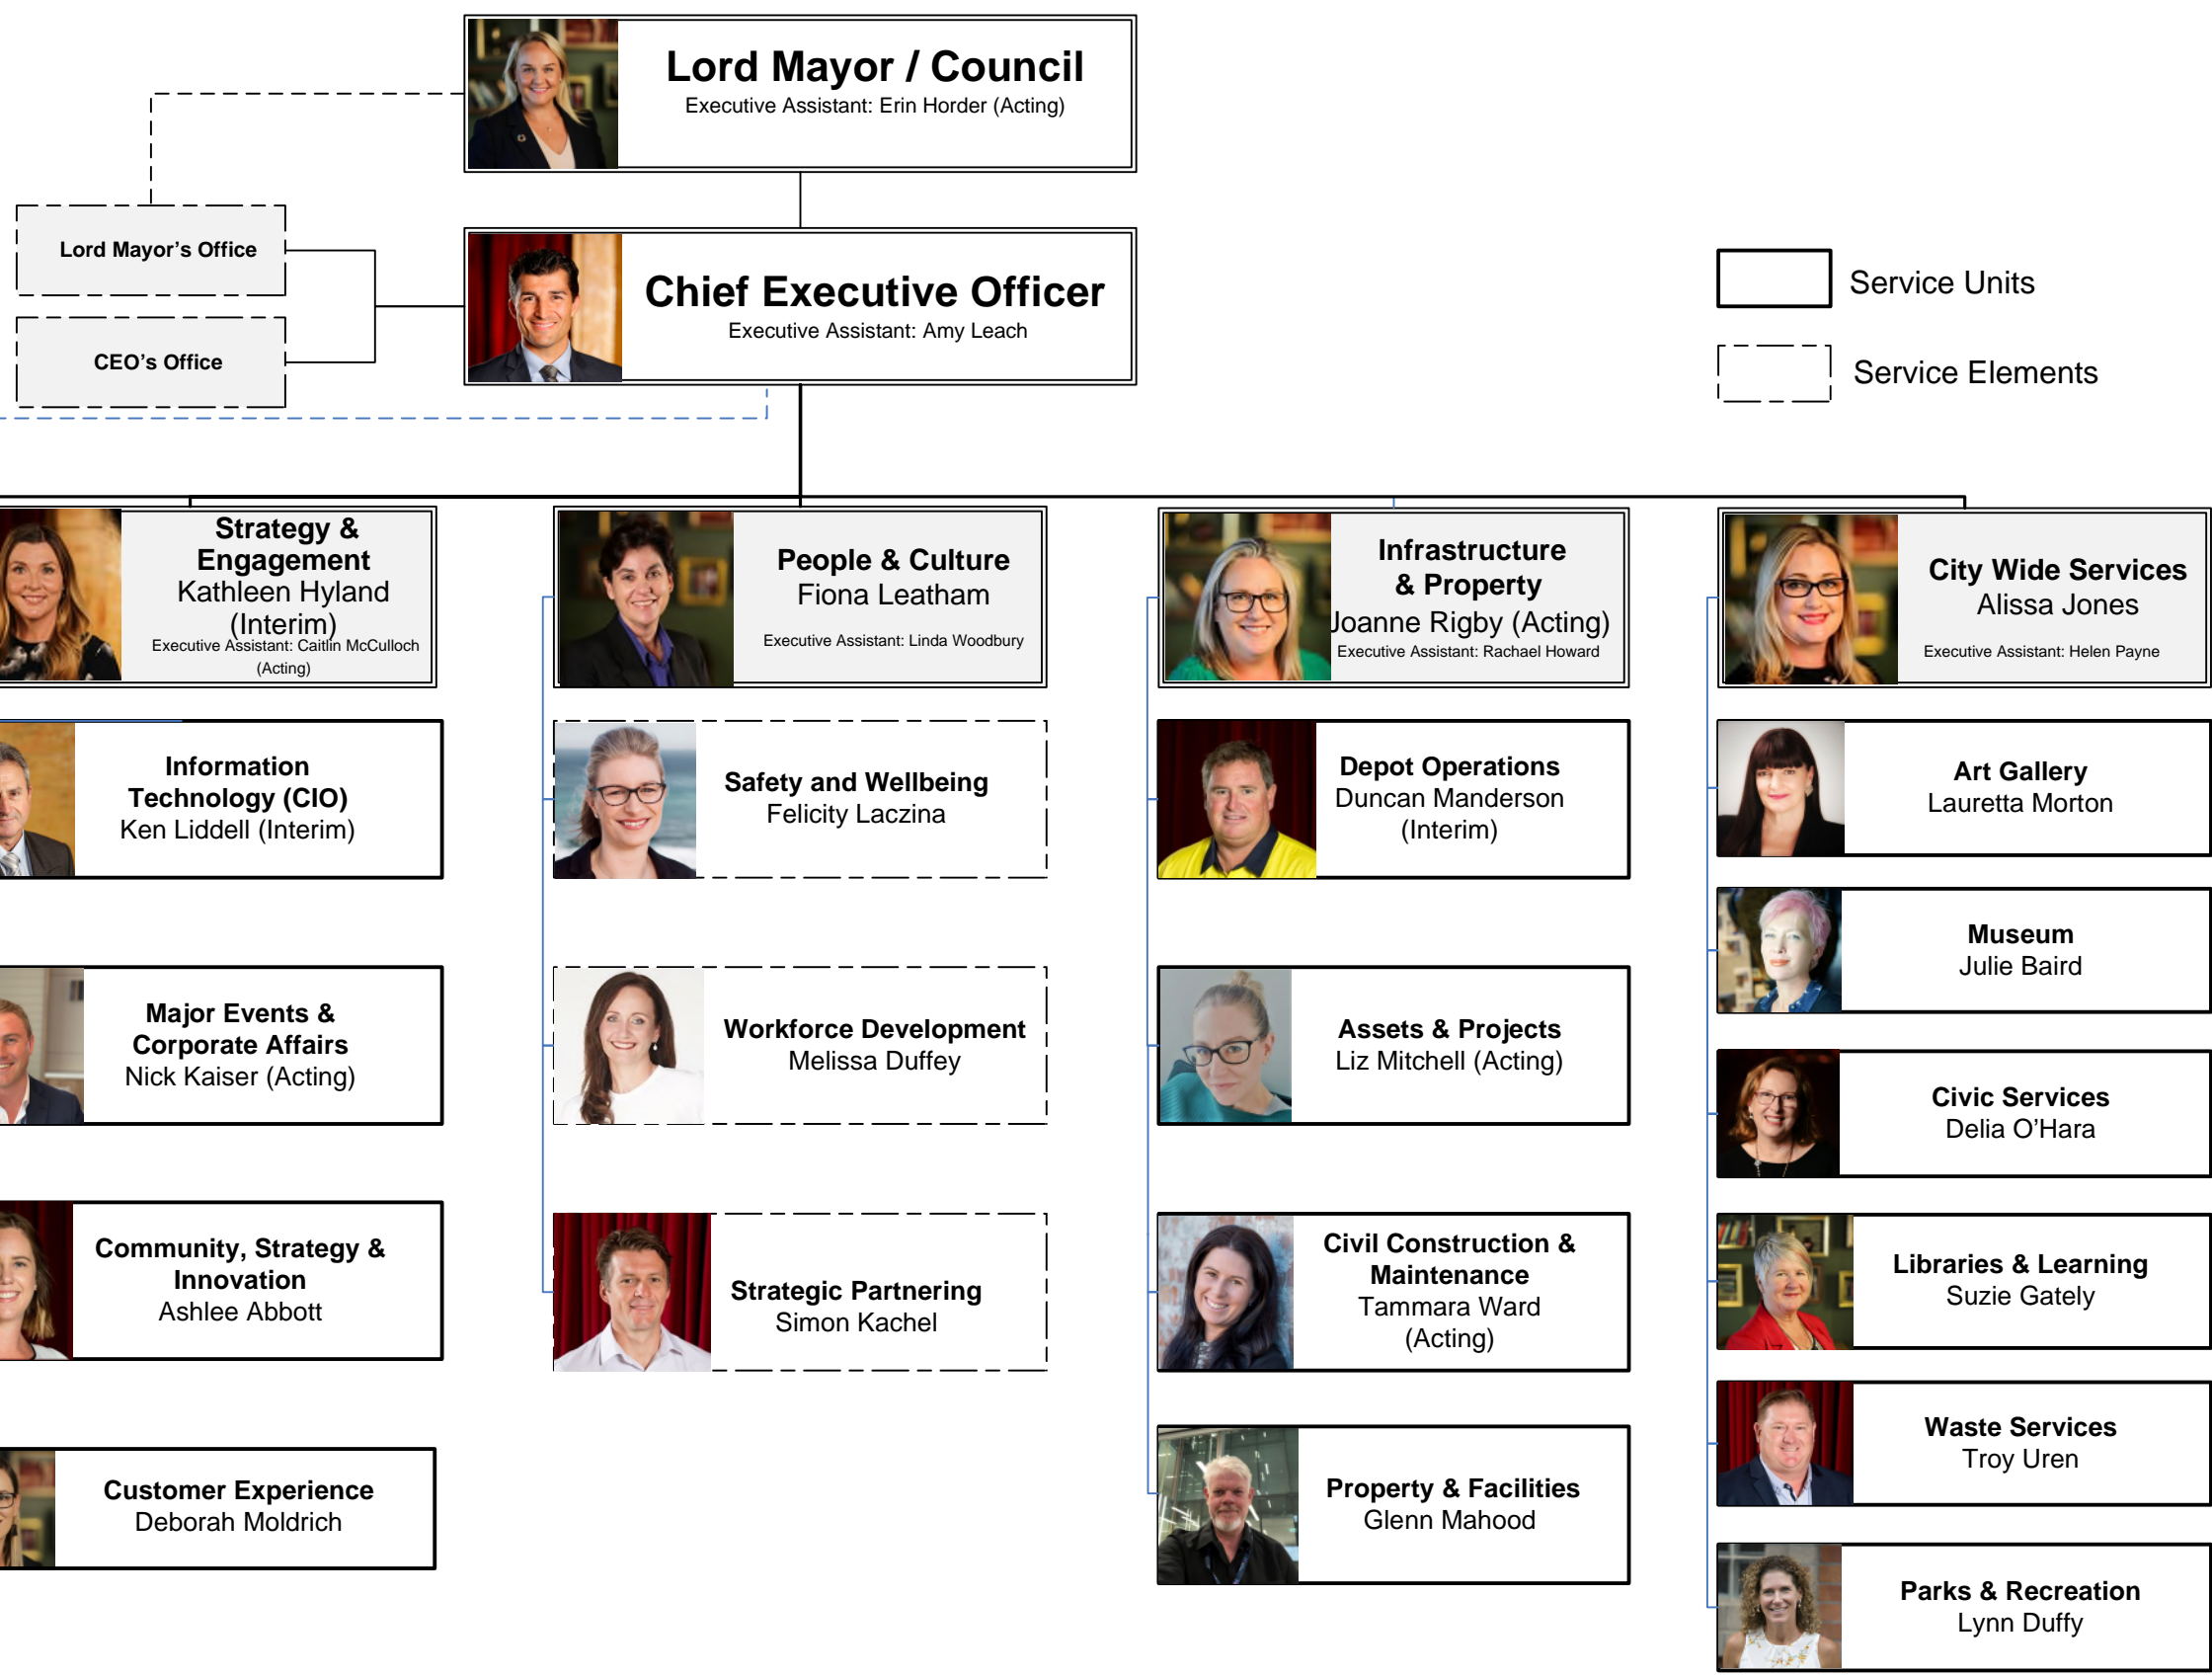 Lord Mayor / Council
Executive Assistant: Erin Horder (Acting)
Lord Mayor’s Office
CEO’s Office
Chief Executive Officer
Executive Assistant: Amy Leach
Service Units
Service Elements
Strategy &
Engagement
Kathleen Hyland
(Interim)
Executive Assistant: Caitlin McCulloch
(Acting)
Information
Technology (CIO)
Ken Liddell (Interim)
Major Events &
Corporate Affairs
Nick Kaiser (Acting)
Community, Strategy &
Innovation
Ashlee Abbott
Customer Experience
Deborah Moldrich
People & Culture
Fiona Leatham
Executive Assistant: Linda Woodbury
Safety and Wellbeing
Felicity Laczina
Workforce Development
Melissa Duffey
Strategic Partnering
Simon Kachel
Infrastructure
& Property
Joanne Rigby (Acting)
Executive Assistant: Rachael Howard
Depot Operations
Duncan Manderson
(Interim)
Assets & Projects
Liz Mitchell (Acting)
Civil Construction &
Maintenance
Tammara Ward
(Acting)
Property & Facilities
Glenn Mahood
City Wide Services
Alissa Jones
Executive Assistant: Helen Payne
Art Gallery
Lauretta Morton
Museum
Julie Baird
Civic Services
Delia O’Hara
Libraries & Learning
Suzie Gately
Waste Services
Troy Uren
Parks & Recreation
Lynn Duffy